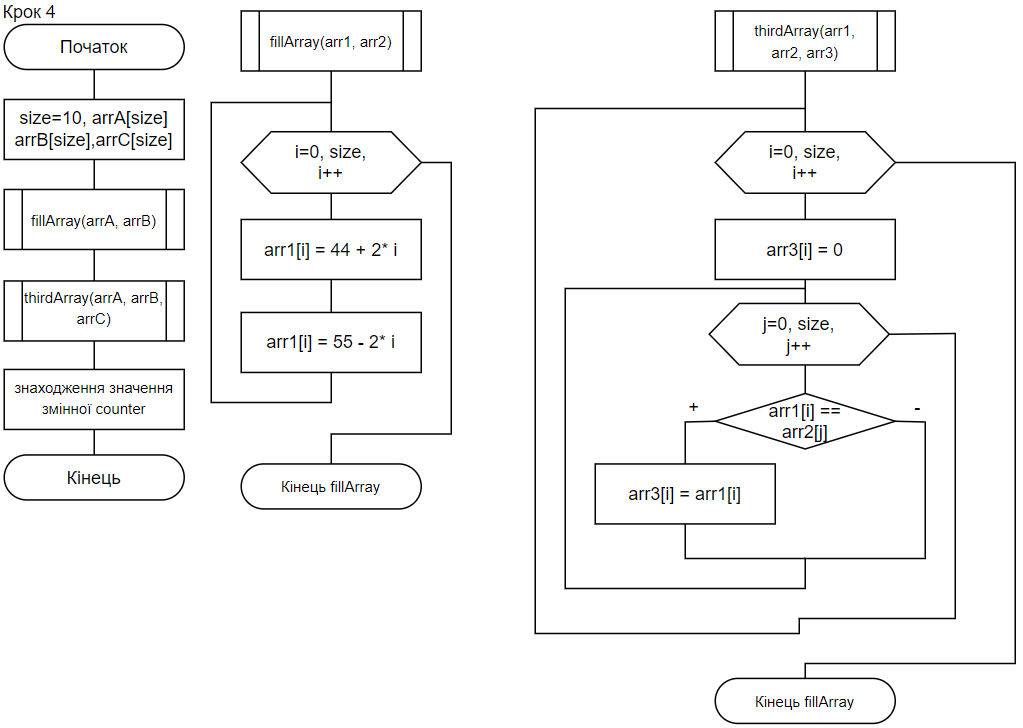 Крок 4
Початок
size=10, arrA[size]
arrB[size],arrC[size]
fillArray(arrA, arrB)
thirdArray(arrA, arrB,
arrC)
знаходження значення
змінної counter
Кінець
fillArray(arr1, arr2)
i=0, size,
i++
arr1[i] = 44 + 2* i
arr1[i] = 55 - 2* i
Кінець fillArray
thirdArray(arr1,
arr2, arr3)
i=0, size,
i++
arr3[i] = 0
j=0, size,
j++
+
arr1[i] ==
arr2[j]
-
arr3[i] = arr1[i]
Кінець fillArray